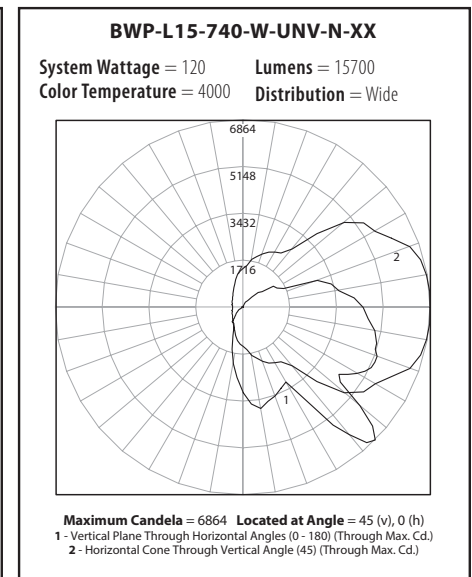 BWP-L15-740-W-UNV-N-XX
System Wattage = 120 Lumens = 15700
Color Temperature = 4000 Distribution = Wide
6864
5148
3432
1716
2
1
Maximum Candela = 6864 Located at Angle = 45 (v), 0 (h)
1 - Vertical Plane Through Horizontal Angles (0 - 180) (Through Max. Cd.)
2 - Horizontal Cone Through Vertical Angle (45) (Through Max. Cd.)